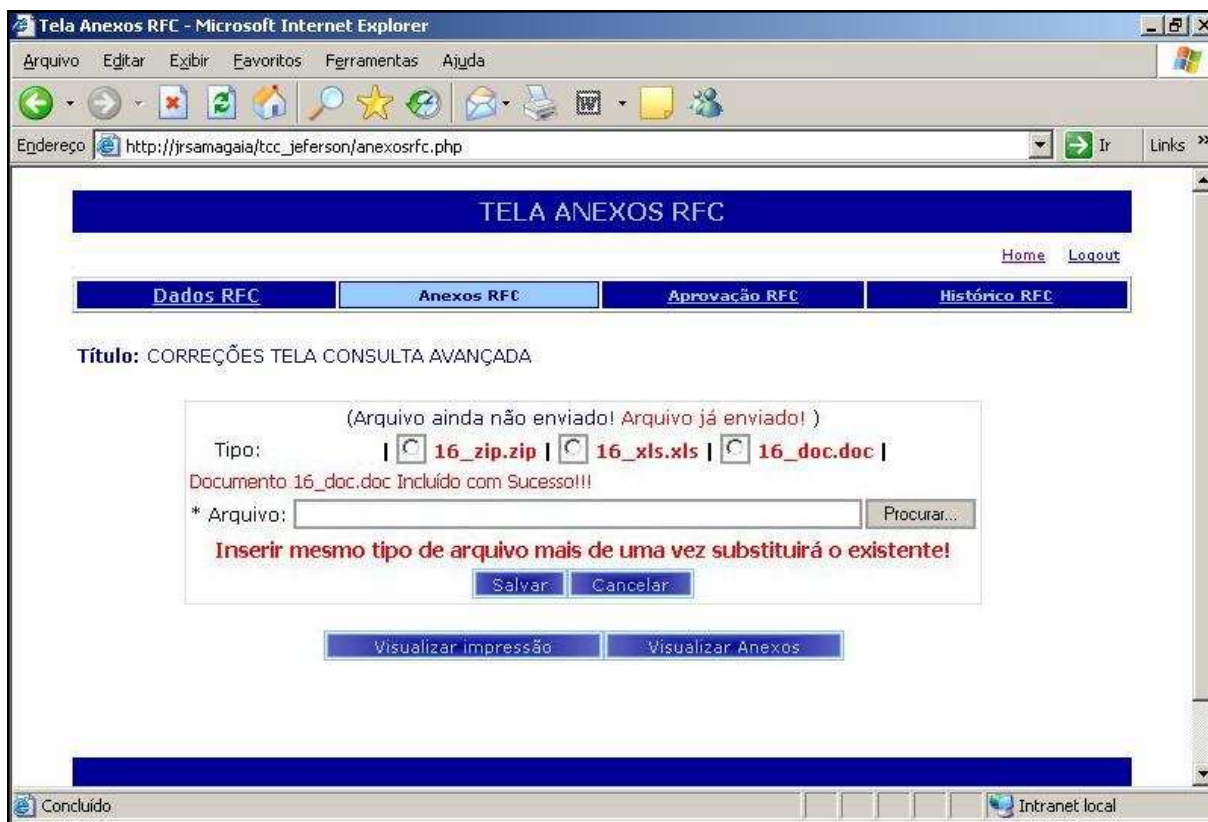 Tela Anexos RFC - Microsoft Internet Explorer
Arquivo Editar Exibir Favoritos Ferramentas Ajuda
Endereço http://jrsamagaia/tcc_jeferson/anexosrfc.php Ir Links »
TELA ANEXOS RFC
Home Logout
Dados RFC Anexos RFC Aprovação RFC Histórico RFC
Título: CORREÇÕES TELA CONSULTA AVANÇADA
(Arquivo ainda não enviado! Arquivo já enviado! )
Tipo: | 16_zip.zip | 16_xls.xls | 16_doc.doc |
Documento 16_doc.doc Incluído com Sucesso!!!
* Arquivo: Procurar...
Inserir mesmo tipo de arquivo mais de uma vez substituirá o existente!
Salvar Cancelar
Visualizar impressão Visualizar Anexos
Concluído Intranet local